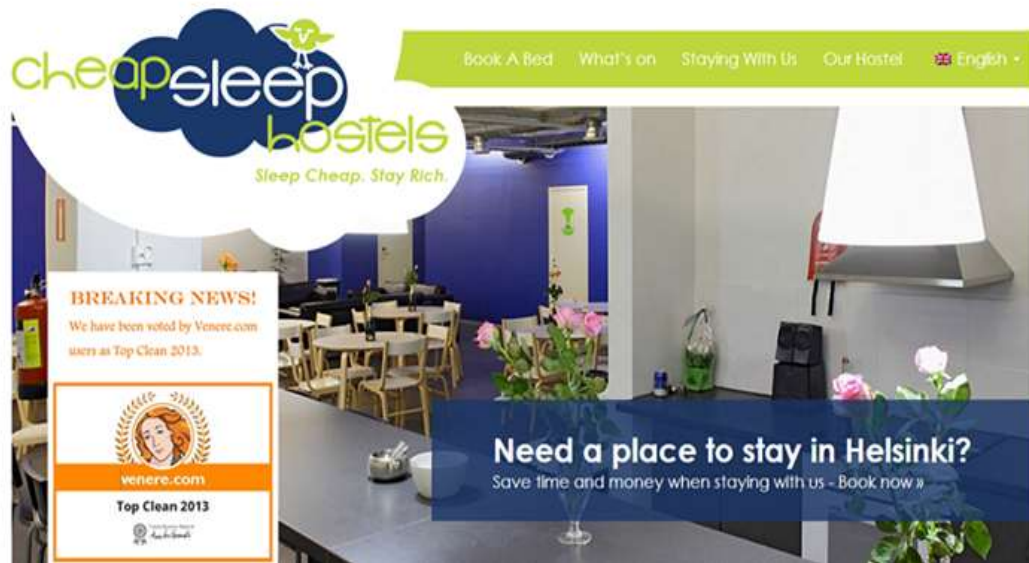 cheapsleep
hostels
Sleep Cheap. Stay Rich.
Book A Bed What's on Staying With Us Our Hostel English
BREAKING NEWS!
We have been voted by Venere.com
users as Top Clean 2013.
venere.com
Top Clean 2013
Need a place to stay in Helsinki?
Save time and money when staying with us - Book now »